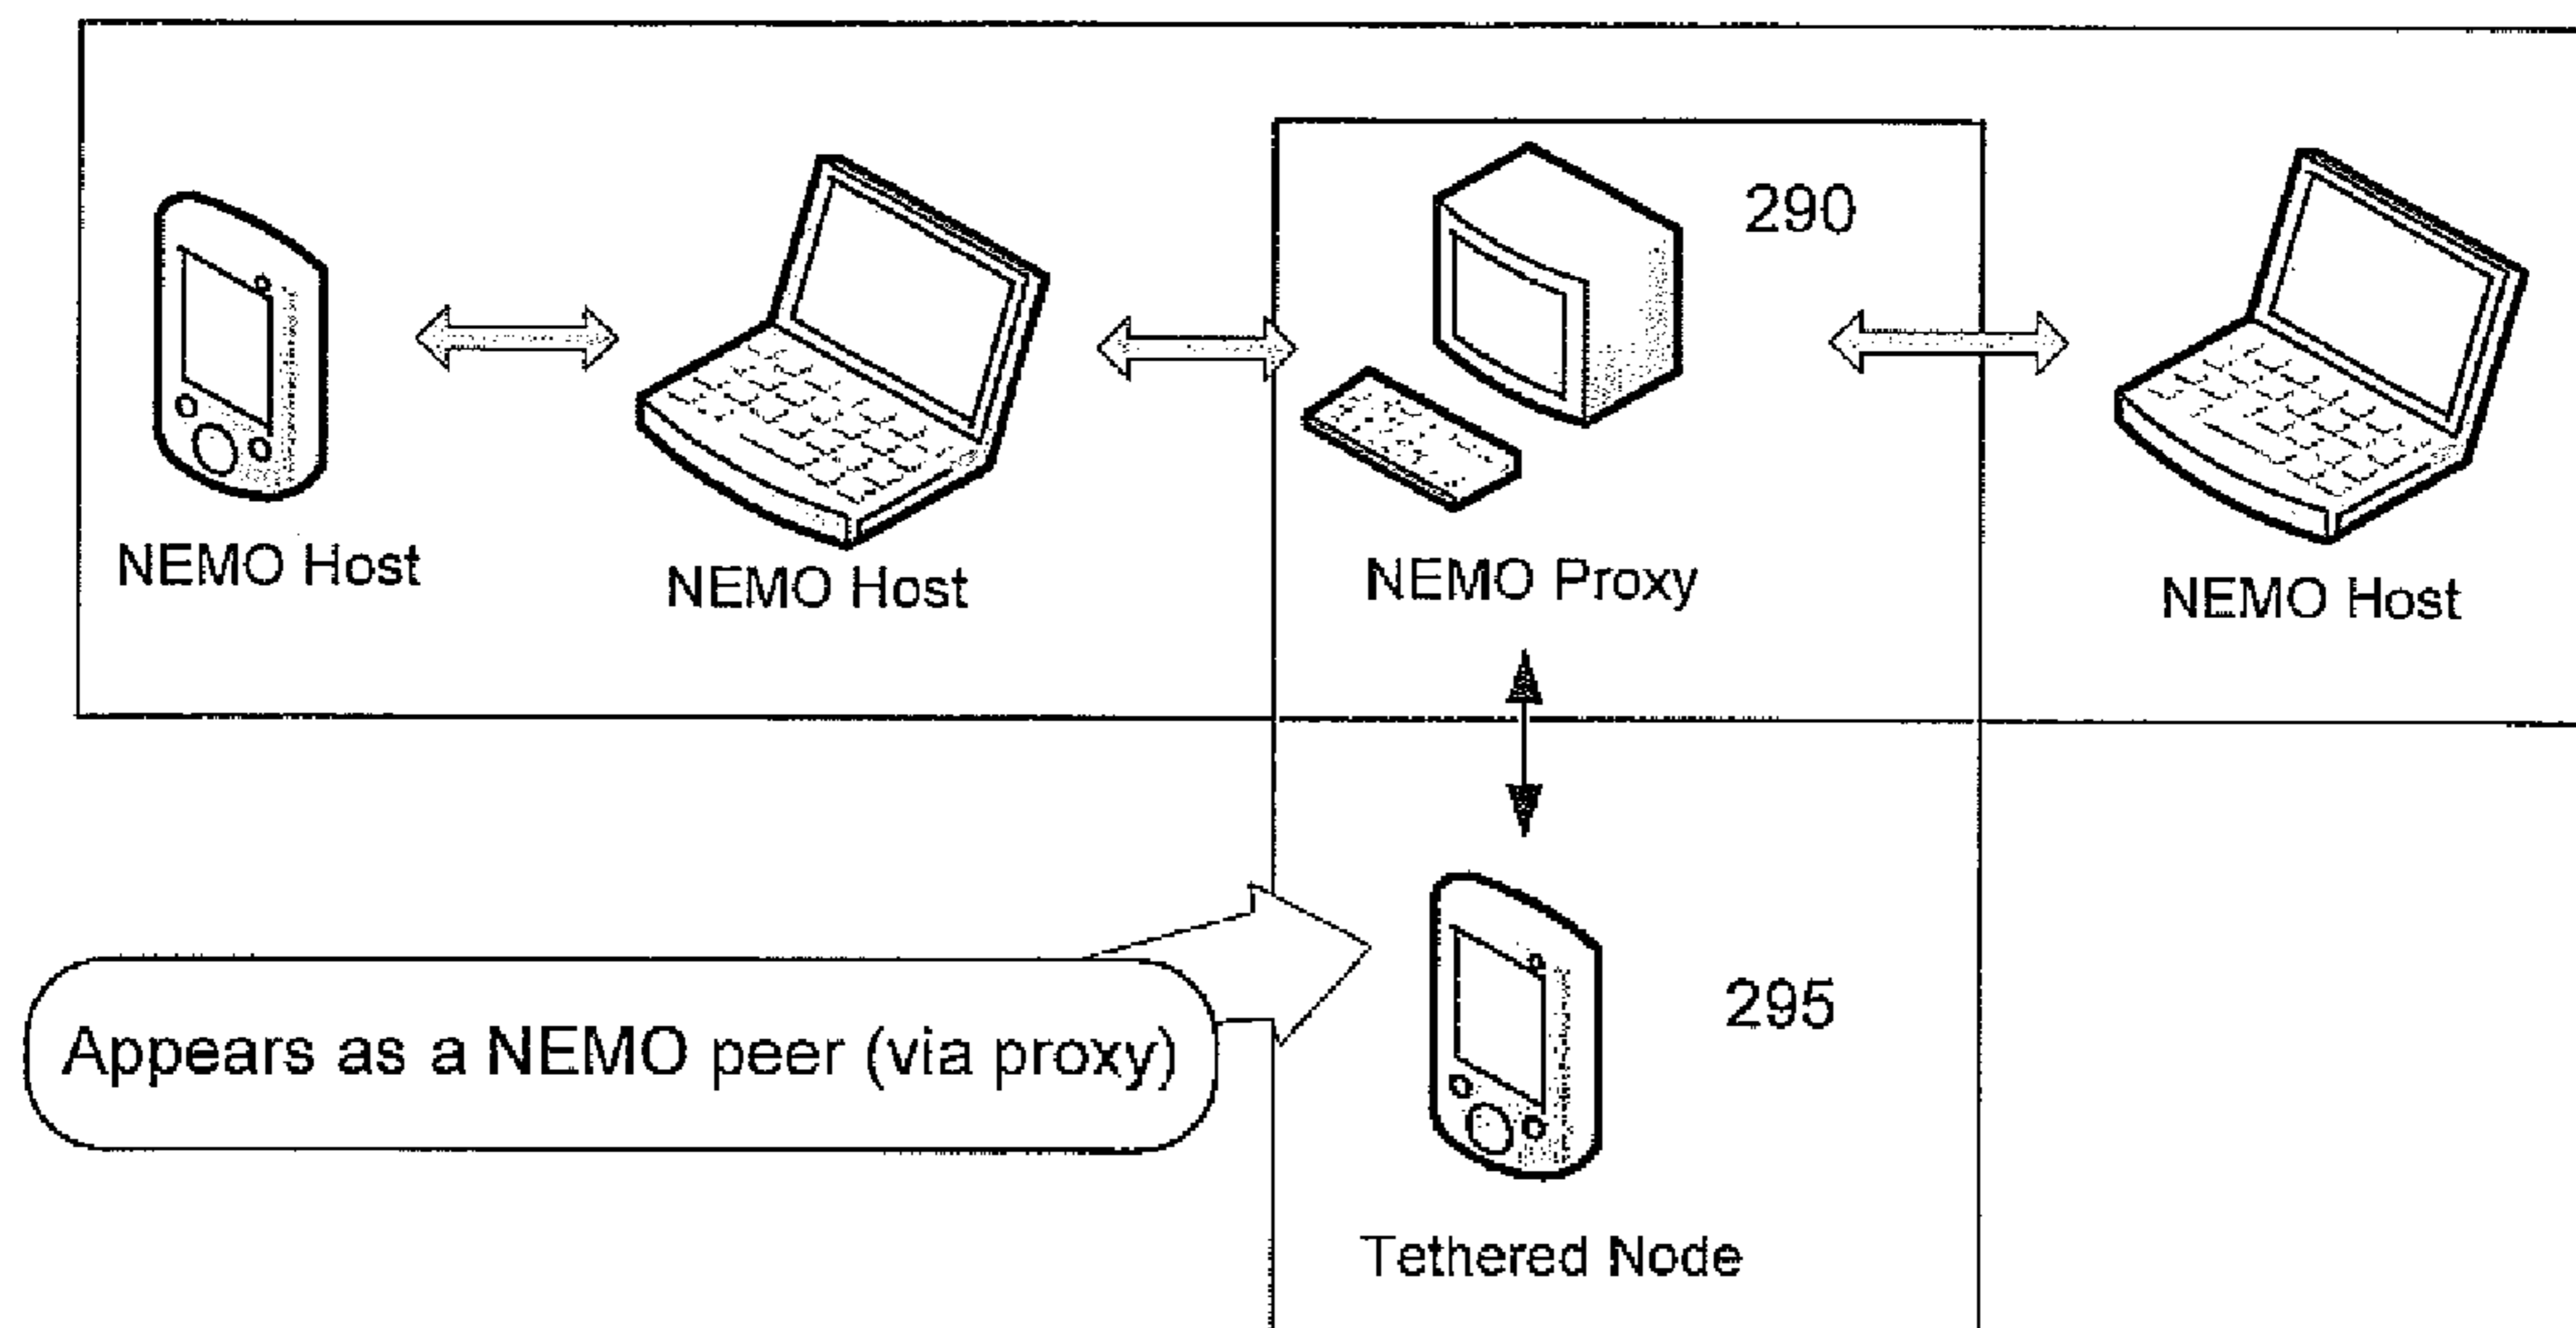 290
NEMO Host
NEMO Host
NEMO Proxy
NEMO Host
Appears as a NEMO peer (via proxy)
295
Tethered Node